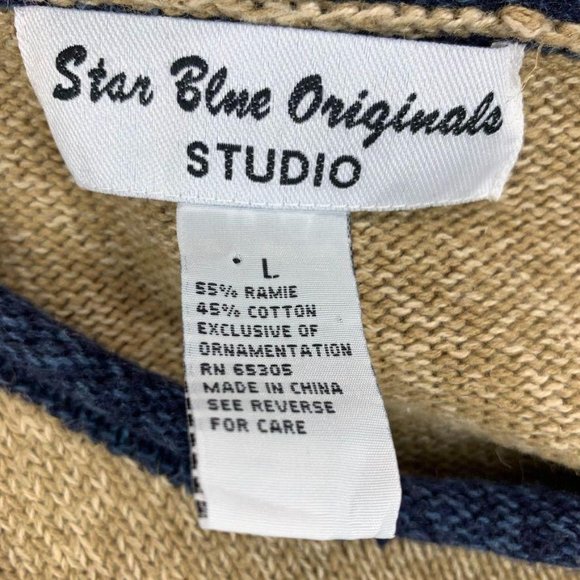 Star Blue Originals
STUDIO
L
55% RAMIE
45% COTTON
EXCLUSIVE OF
ORNAMENTATION
RN 65305
MADE IN CHINA
SEE REVERSE
FOR CARE